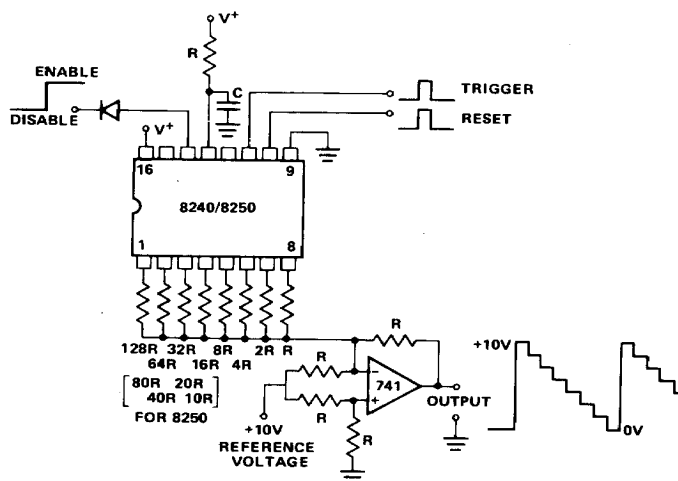 V+
R
C
ENABLE
DISABLE
TRIGGER
RESET
V+
16
9
8240/8250
1
8
128R 32R 8R 2R R
64R 16R 4R
[80R 20R
40R 10R]
FOR 8250
R
R
R
R
741
−
+
+10V
REFERENCE
VOLTAGE
OUTPUT
+10V
0V